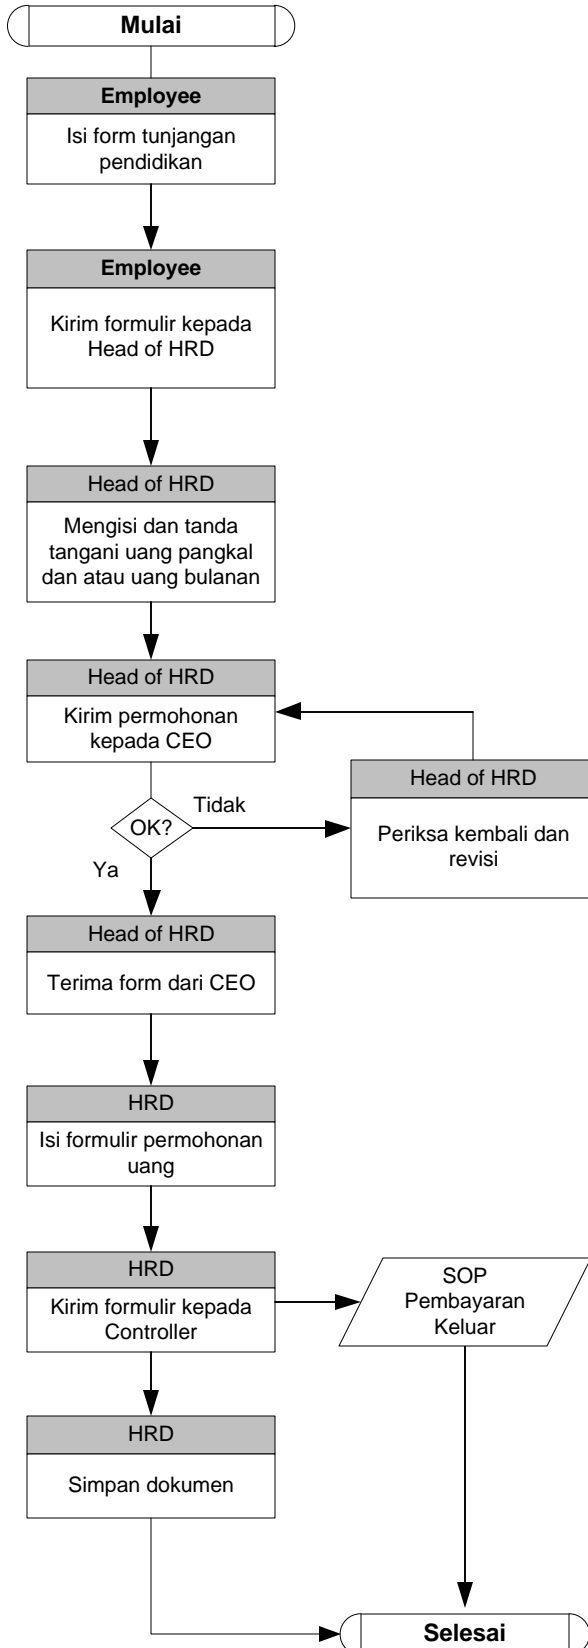 Mulai
Employee
Isi form tunjangan
pendidikan
Employee
Kirim formulir kepada
Head of HRD
Head of HRD
Mengisi dan tanda
tangani uang pangkal
dan atau uang bulanan
Head of HRD
Kirim permohonan
kepada CEO
Head of HRD
Periksa kembali dan
revisi
OK?
Tidak
Ya
Head of HRD
Terima form dari CEO
HRD
Isi formulir permohonan
uang
HRD
Kirim formulir kepada
Controller
SOP
Pembayaran
Keluar
HRD
Simpan dokumen
Selesai